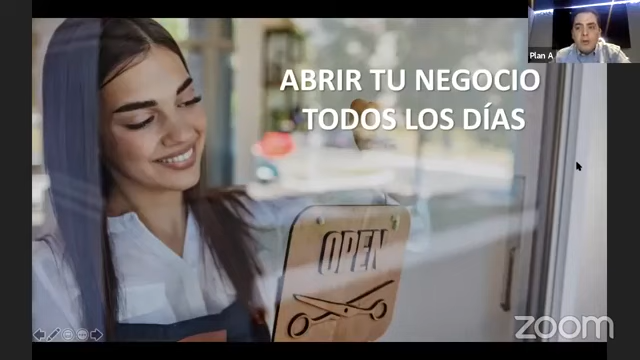 ABRIR TU NEGOCIO
TODOS LOS DÍAS
Plan A
OPEN
zoom